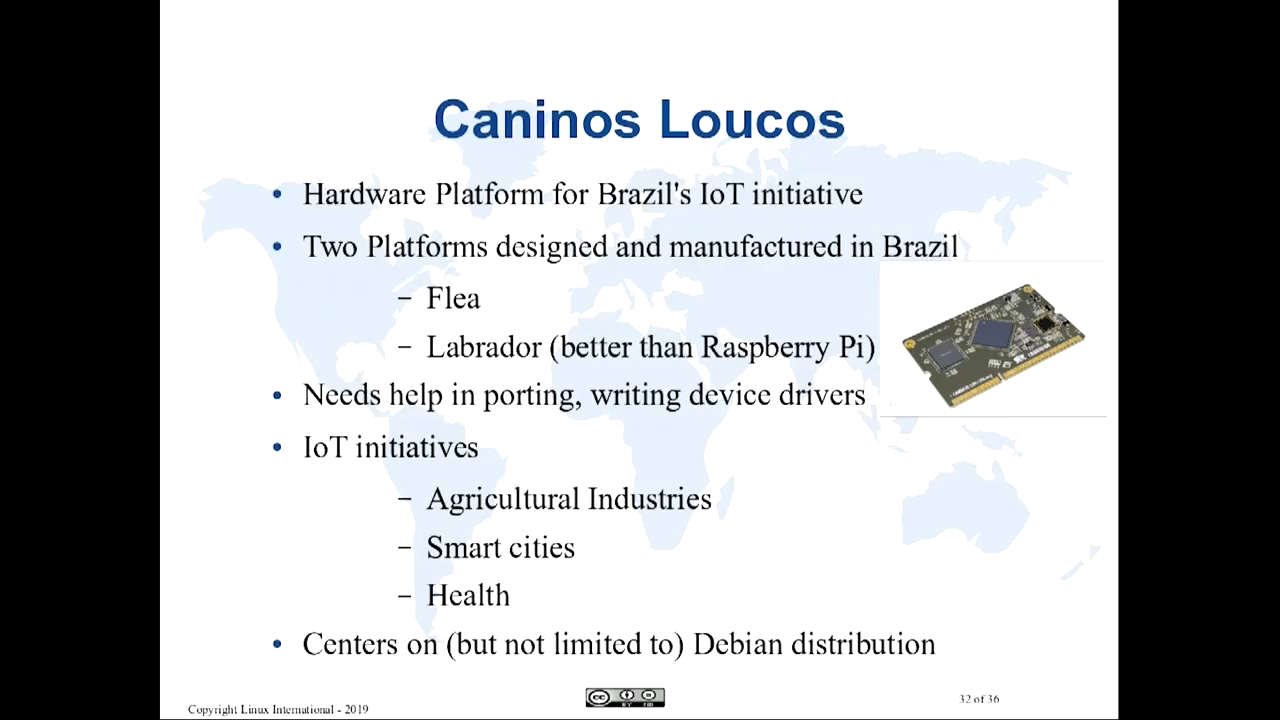 Caninos Loucos
• Hardware Platform for Brazil's IoT initiative
• Two Platforms designed and manufactured in Brazil
– Flea
– Labrador (better than Raspberry Pi)
• Needs help in porting, writing device drivers
• IoT initiatives
– Agricultural Industries
– Smart cities
– Health
• Centers on (but not limited to) Debian distribution
Copyright Linux International - 2019
cc BY
32 of 36